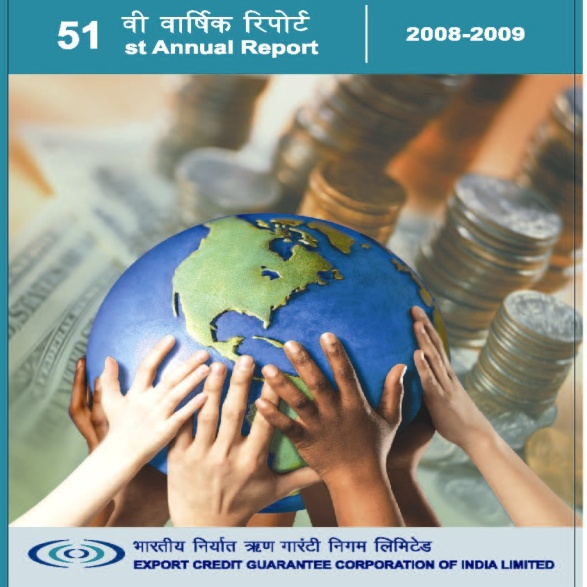 51 वी वार्षिक रिपोर्ट
st Annual Report
2008-2009
भारतीय निर्यात ऋण गारंटी निगम लिमिटेड
EXPORT CREDIT GUARANTEE CORPORATION OF INDIA LIMITED